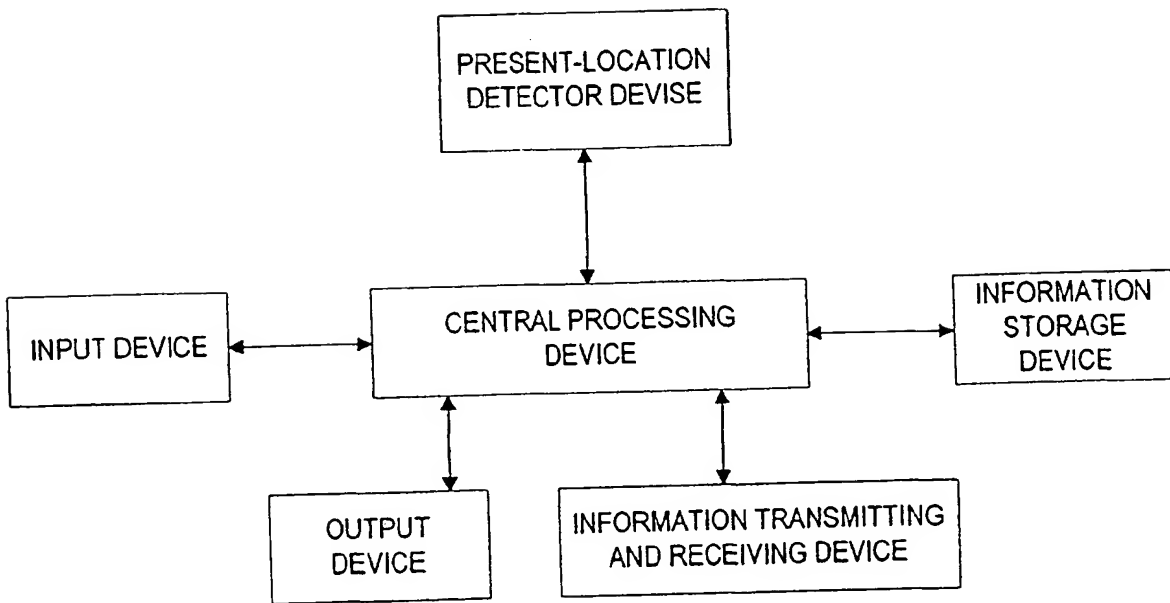 PRESENT-LOCATION
DETECTOR DEVISE
INPUT DEVICE
CENTRAL PROCESSING
DEVICE
INFORMATION
STORAGE
DEVICE
OUTPUT
DEVICE
INFORMATION TRANSMITTING
AND RECEIVING DEVICE